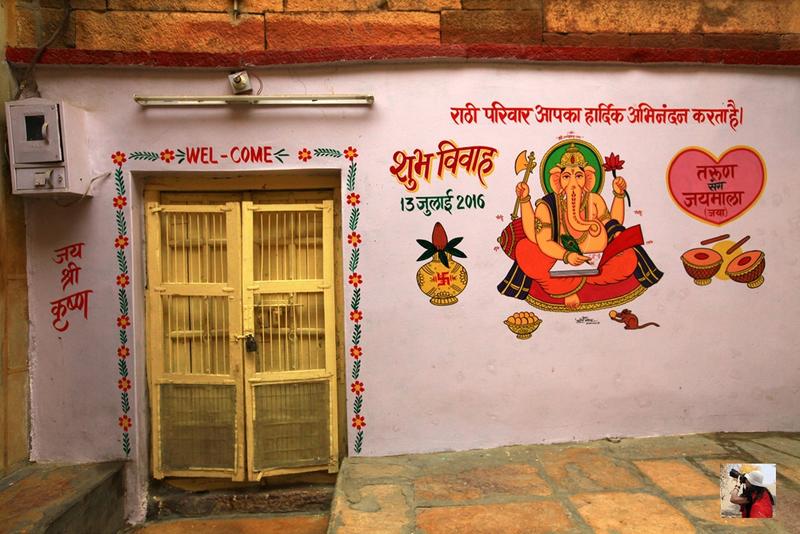 राठी परिवार आपका हार्दिक अभिनंदन करता है।
WEL-COME
शुभ विवाह
13 जुलाई 2016
तरूण
संग
जयमाला
(जया)
जय
श्री
कृष्ण